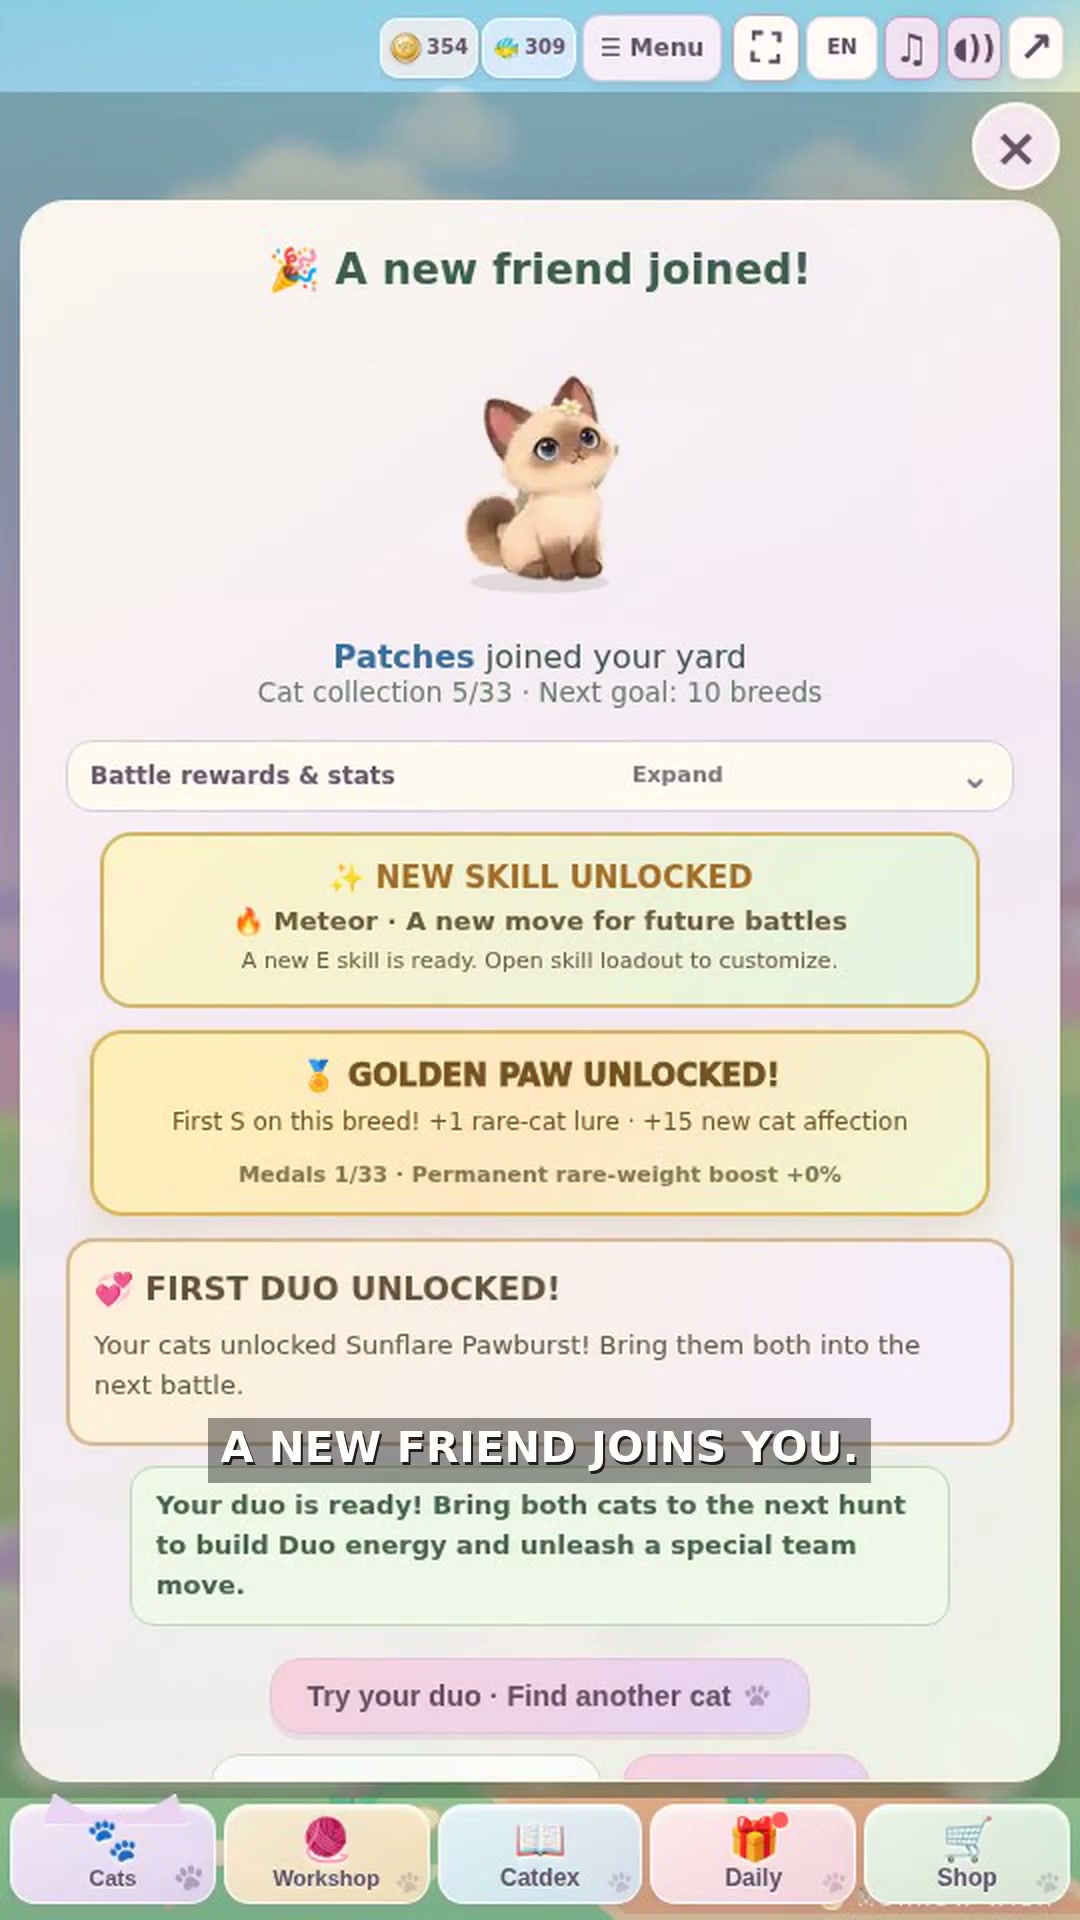 354
309
☰ Menu
EN
🎉 A new friend joined!
Patches joined your yard
Cat collection 5/33 · Next goal: 10 breeds
Battle rewards & stats
Expand
✨ NEW SKILL UNLOCKED
🔥 Meteor · A new move for future battles
A new E skill is ready. Open skill loadout to customize.
🏅 GOLDEN PAW UNLOCKED!
First S on this breed! +1 rare-cat lure · +15 new cat affection
Medals 1/33 · Permanent rare-weight boost +0%
💞 FIRST DUO UNLOCKED!
Your cats unlocked Sunflare Pawburst! Bring them both into the
next battle.
A NEW FRIEND JOINS YOU.
Your duo is ready! Bring both cats to the next hunt
to build Duo energy and unleash a special team
move.
Try your duo · Find another cat 🐾
Cats
Workshop
Catdex
Daily
Shop